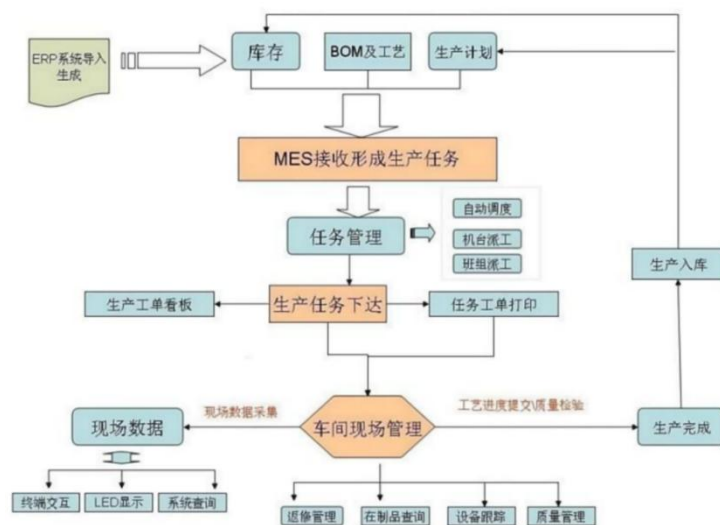 ERP系统导入
生成
库存
BOM及工艺
生产计划
MES接收形成生产任务
任务管理
自动调度
机台派工
班组派工
生产入库
生产工单看板
生产任务下达
任务工单打印
现场数据采集
工艺进度提交\质量检验
现场数据
车间现场管理
生产完成
终端交互
LED显示
系统查询
返修管理
在制品查询
设备跟踪
质量管理